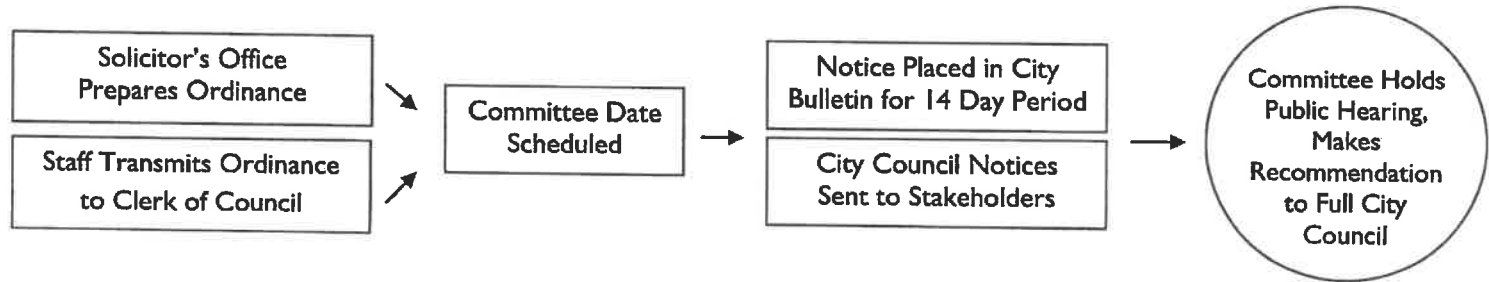 Solicitor's Office
Prepares Ordinance
Staff Transmits Ordinance
to Clerk of Council
Committee Date
Scheduled
Notice Placed in City
Bulletin for 14 Day Period
City Council Notices
Sent to Stakeholders
Committee Holds
Public Hearing,
Makes
Recommendation
to Full City
Council